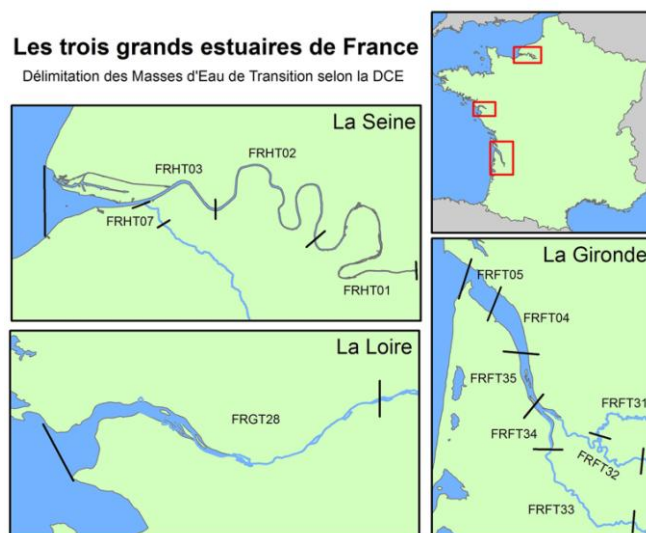 Les trois grands estuaires de France
Délimitation des Masses d'Eau de Transition selon la DCE
La Seine
FRHT02
FRHT03
FRHT07
FRHT01
La Loire
FRGT28
La Gironde
FRFT05
FRFT04
FRFT35
FRFT31
FRFT34
FRFT32
FRFT33